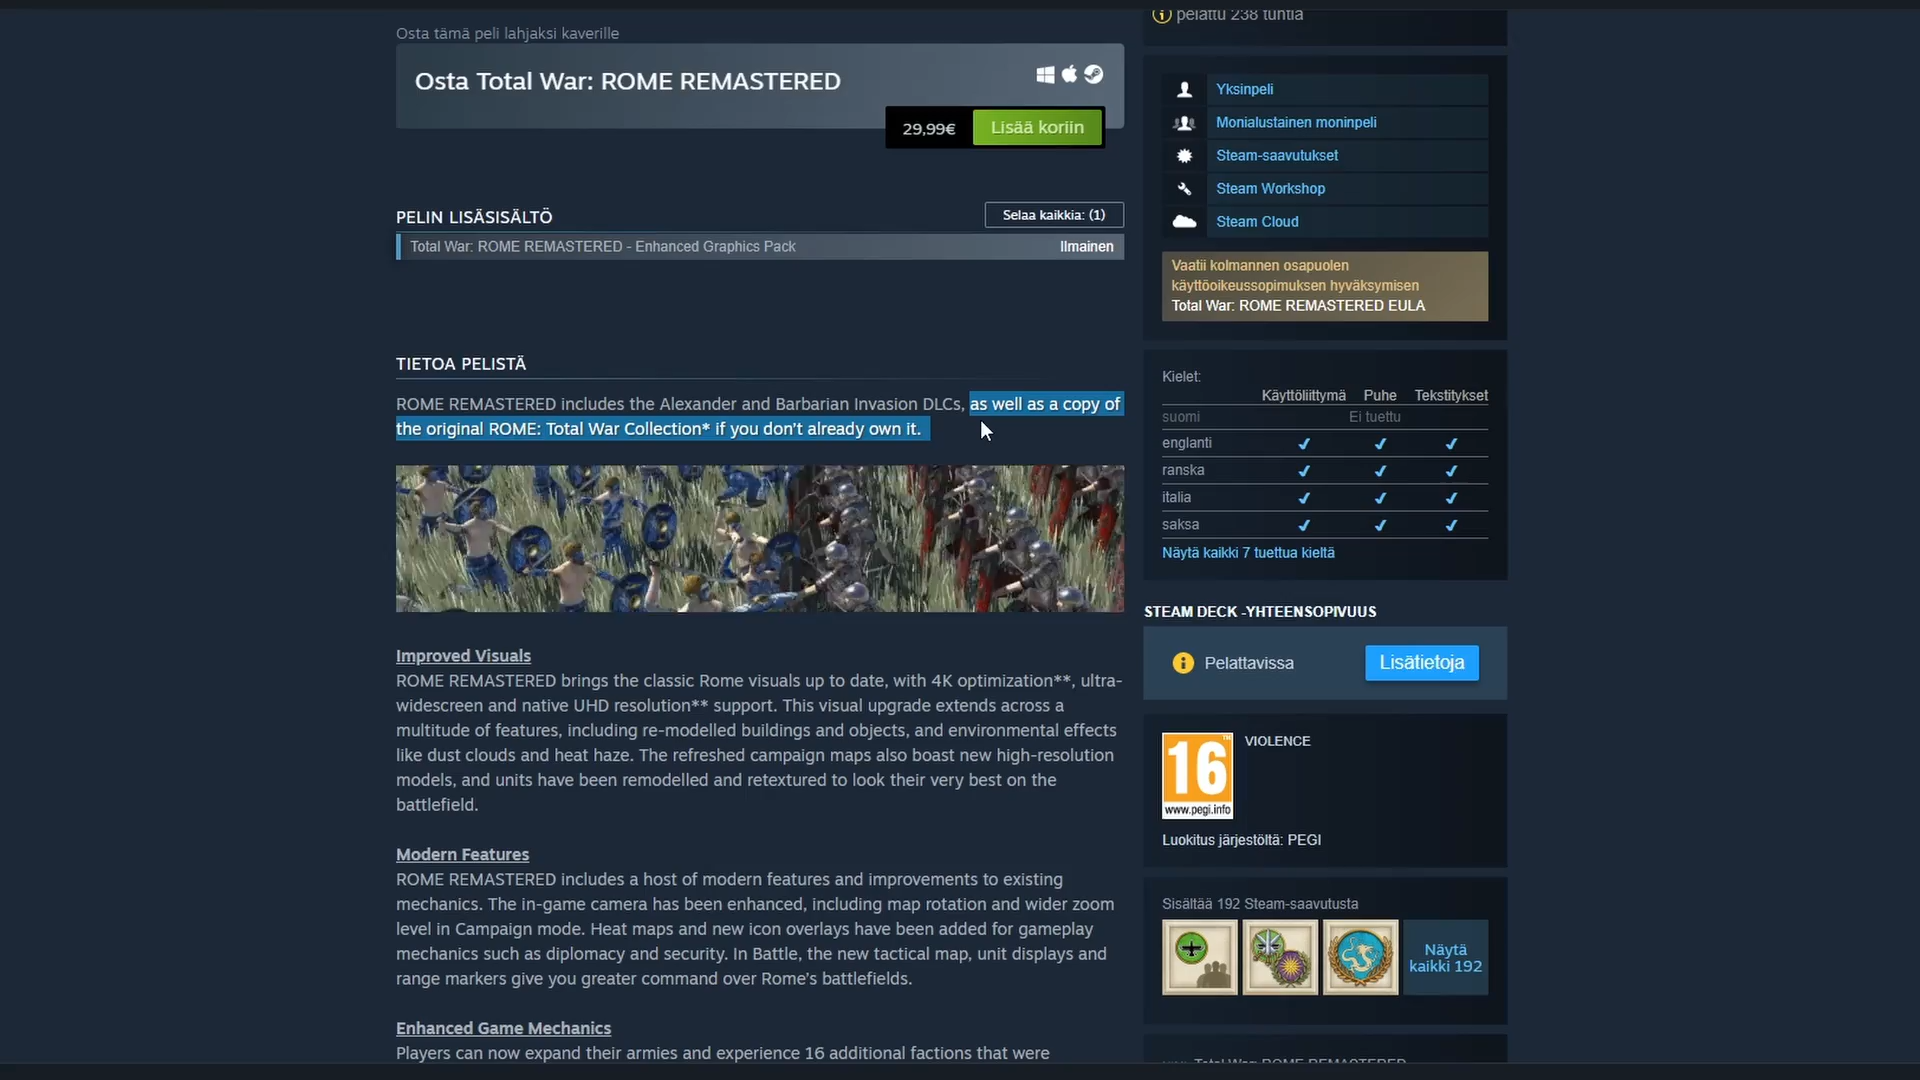 pelattu 238 tuntia
Osta tämä peli lahjaksi kaverille
Osta Total War: ROME REMASTERED
29,99€
Lisää koriin
PELIN LISÄSISÄLTÖ
Selaa kaikkia: (1)
Total War: ROME REMASTERED - Enhanced Graphics Pack
Ilmainen
TIETOA PELISTÄ
ROME REMASTERED includes the Alexander and Barbarian Invasion DLCs, as well as a copy of
the original ROME: Total War Collection* if you don't already own it.
Improved Visuals
ROME REMASTERED brings the classic Rome visuals up to date, with 4K optimization**, ultra-
widescreen and native UHD resolution** support. This visual upgrade extends across a
multitude of features, including re-modelled buildings and objects, and environmental effects
like dust clouds and heat haze. The refreshed campaign maps also boast new high-resolution
models, and units have been remodelled and retextured to look their very best on the
battlefield.
Modern Features
ROME REMASTERED includes a host of modern features and improvements to existing
mechanics. The in-game camera has been enhanced, including map rotation and wider zoom
level in Campaign mode. Heat maps and new icon overlays have been added for gameplay
mechanics such as diplomacy and security. In Battle, the new tactical map, unit displays and
range markers give you greater command over Rome's battlefields.
Enhanced Game Mechanics
Players can now expand their armies and experience 16 additional factions that were
Yksinpeli
Monialustainen moninpeli
Steam-saavutukset
Steam Workshop
Steam Cloud
Vaatii kolmannen osapuolen
käyttöoikeussopimuksen hyväksymisen
Total War: ROME REMASTERED EULA
Kielet:
Käyttöliittymä Puhe Tekstitykset
suomi Ei tuettu
englanti ✔ ✔ ✔
ranska ✔ ✔ ✔
italia ✔ ✔ ✔
saksa ✔ ✔ ✔
Näytä kaikki 7 tuettua kieltä
STEAM DECK -YHTEENSOPIVUUS
Pelattavissa
Lisätietoja
16
TM
www.pegi.info
VIOLENCE
Luokitus järjestöltä: PEGI
Sisältää 192 Steam-saavutusta
Näytä
kaikki 192
Total War: ROME REMASTERED